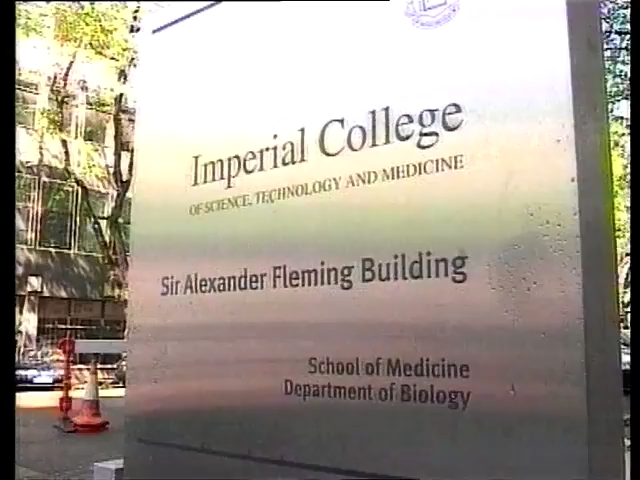 Imperial College
OF SCIENCE, TECHNOLOGY AND MEDICINE
Sir Alexander Fleming Building
School of Medicine
Department of Biology